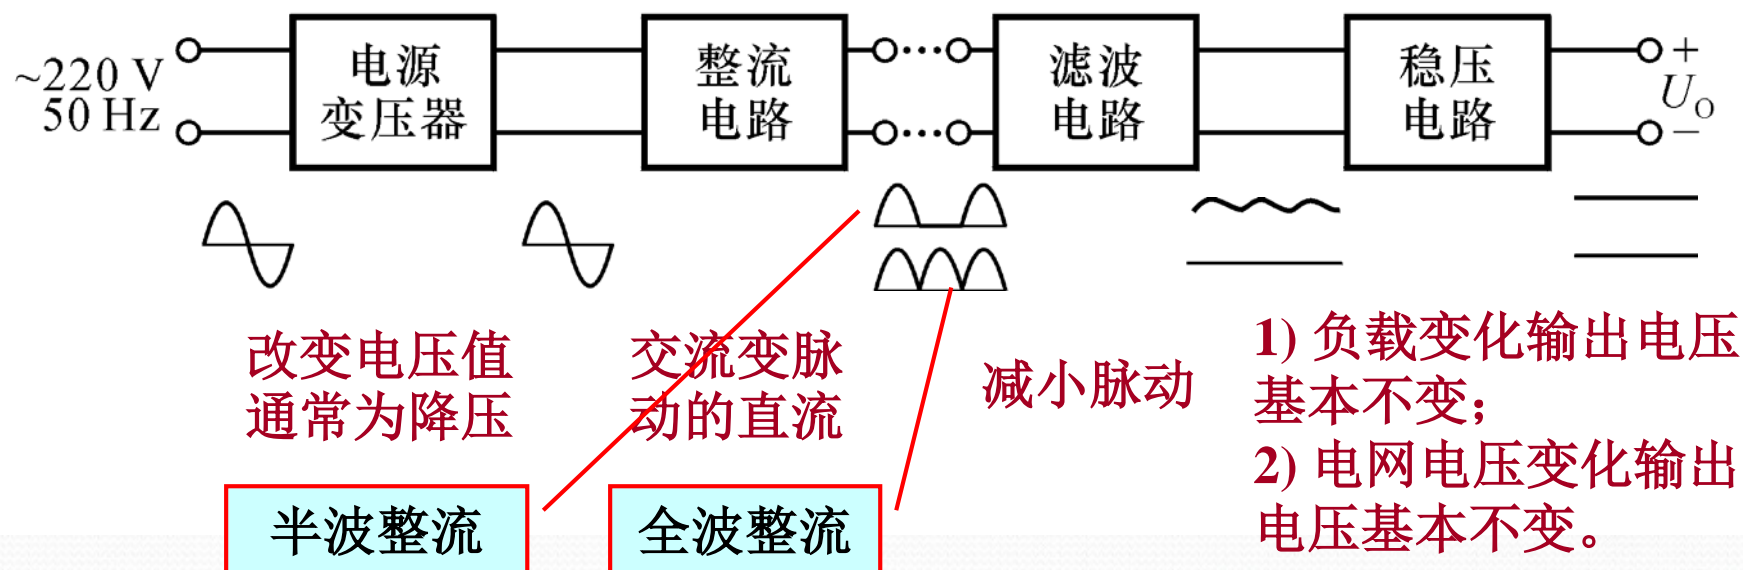 ~220 V
50 Hz
电源
变压器
整流
电路
滤波
电路
稳压
电路
+
U_O
−
改变电压值
通常为降压
交流变脉
动的直流
减小脉动
1) 负载变化输出电压
基本不变；
2) 电网电压变化输出
电压基本不变。
半波整流
全波整流